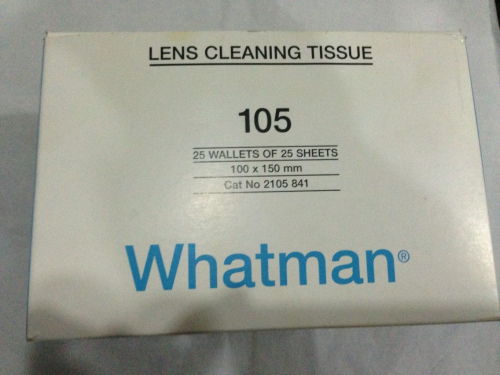 LENS CLEANING TISSUE
105
25 WALLETS OF 25 SHEETS
100 x 150 mm
Cat No 2105 841
Whatman®